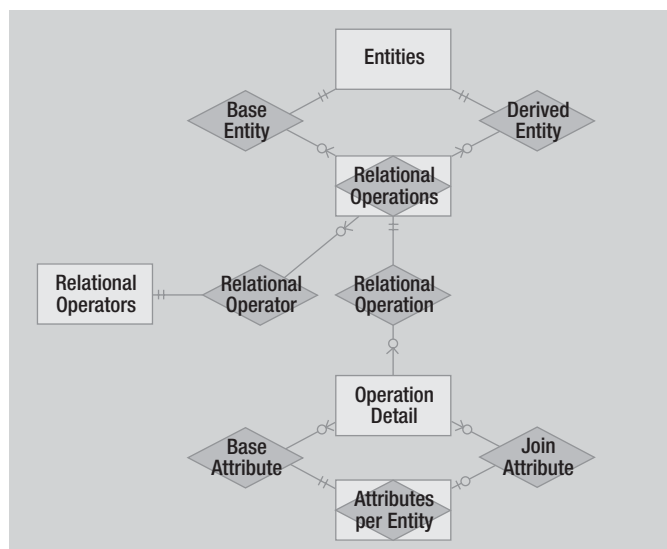 Entities
Base
Entity
Derived
Entity
Relational
Operations
Relational
Operators
Relational
Operator
Relational
Operation
Operation
Detail
Base
Attribute
Join
Attribute
Attributes
per Entity